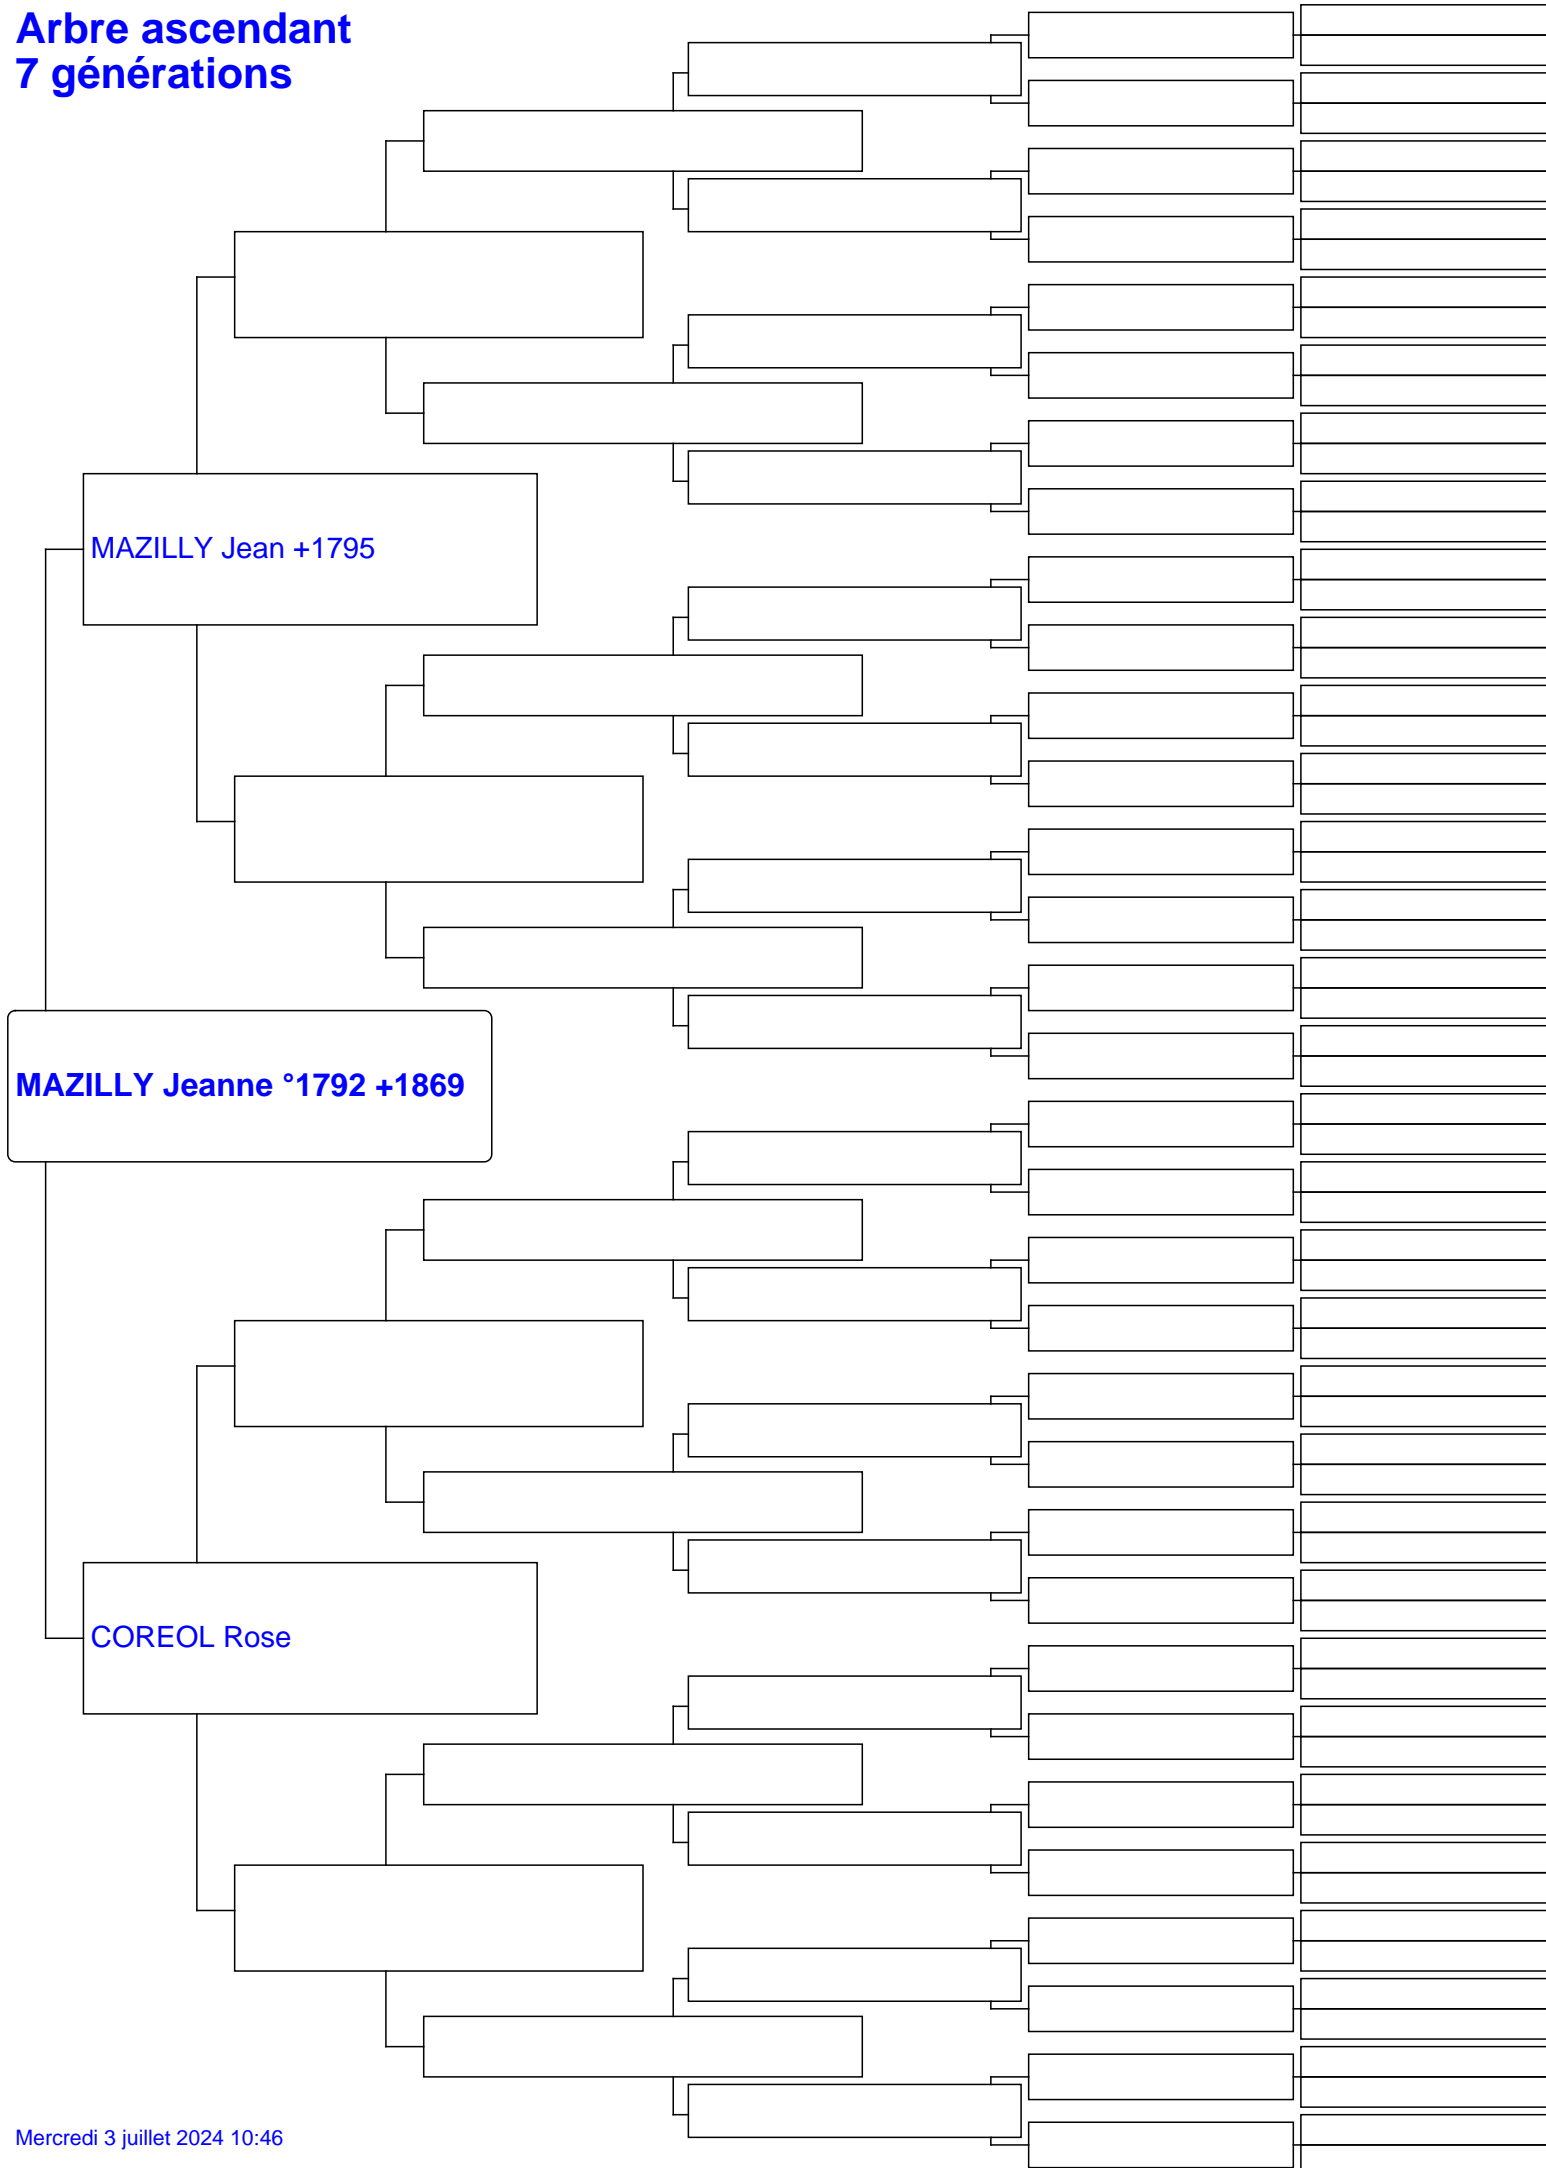 Arbre ascendant
7 générations
MAZILLY Jean +1795
MAZILLY Jeanne °1792 +1869
COREOL Rose
Mercredi 3 juillet 2024 10:46